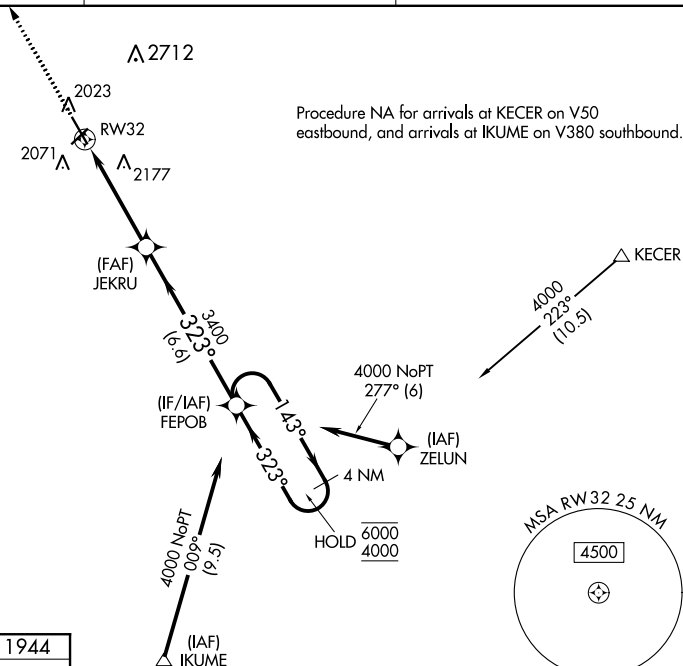 2712
2023
RW32
2071
2177
Procedure NA for arrivals at KECER on V50
eastbound, and arrivals at IKUME on V380 southbound.
(FAF)
JEKRU
KECER
4000
223°
(10.5)
3400
323°
(6.6)
4000 NoPT
277° (6)
(IF/IAF)
FEPOB
143°
323°
(IAF)
ZELUN
4 NM
HOLD 6000
4000
4000 NoPT
009°
(9.5)
MSA RW32 25 NM
4500
(IAF)
IKUME
1944